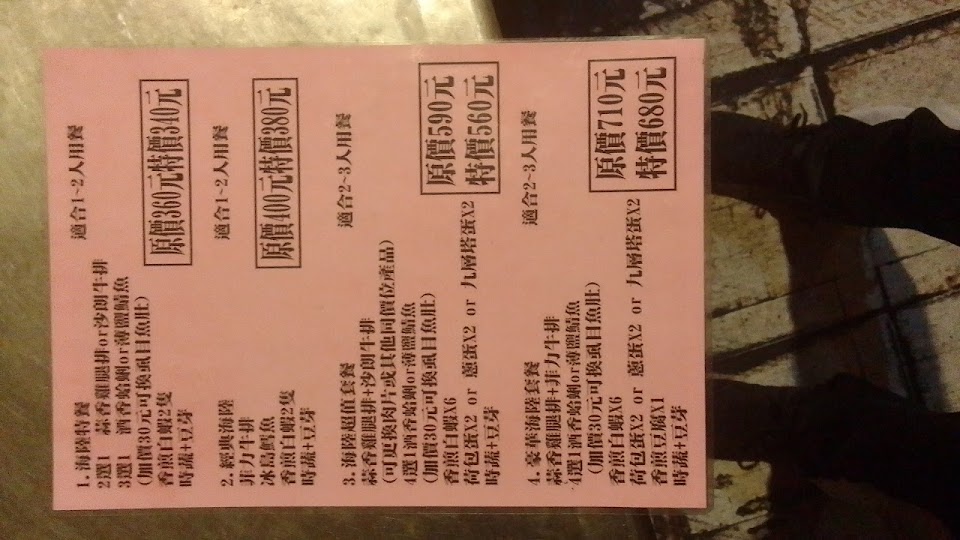 1.海陸特餐 適合1~2人用餐
2選1 蒜香雞腿排or沙朗牛排
3選1 酒香蛤蜊or薄鹽鯖魚
(加價30元可換虱目魚肚)
香煎白蝦2隻
時蔬+豆芽
原價360元特價340元
2.經典海陸 適合1~2人用餐
菲力牛排
冰烤鯛魚
香煎白蝦2隻
時蔬+豆芽
原價400元特價380元
3.海陸超值套餐 適合2~3人用餐
蒜香雞腿排+沙朗牛排
(可更換肉片或其他同價位產品)
4選1酒香蛤蜊or薄鹽鯖魚
(加價30元可換虱目魚肚)
香煎白蝦X6
荷包蛋X2 or 蔥蛋X2 or 九層塔蛋X2
時蔬+豆芽
原價590元
特價560元
4.豪華海陸套餐 適合2~3人用餐
蒜香雞腿排+菲力牛排
4選1酒香蛤蜊or薄鹽鯖魚
(加價30元可換虱目魚肚)
香煎白蝦X6
荷包蛋X2 or 蔥蛋X2 or 九層塔蛋X2
香煎豆腐X1
時蔬+豆芽
原價710元
特價680元